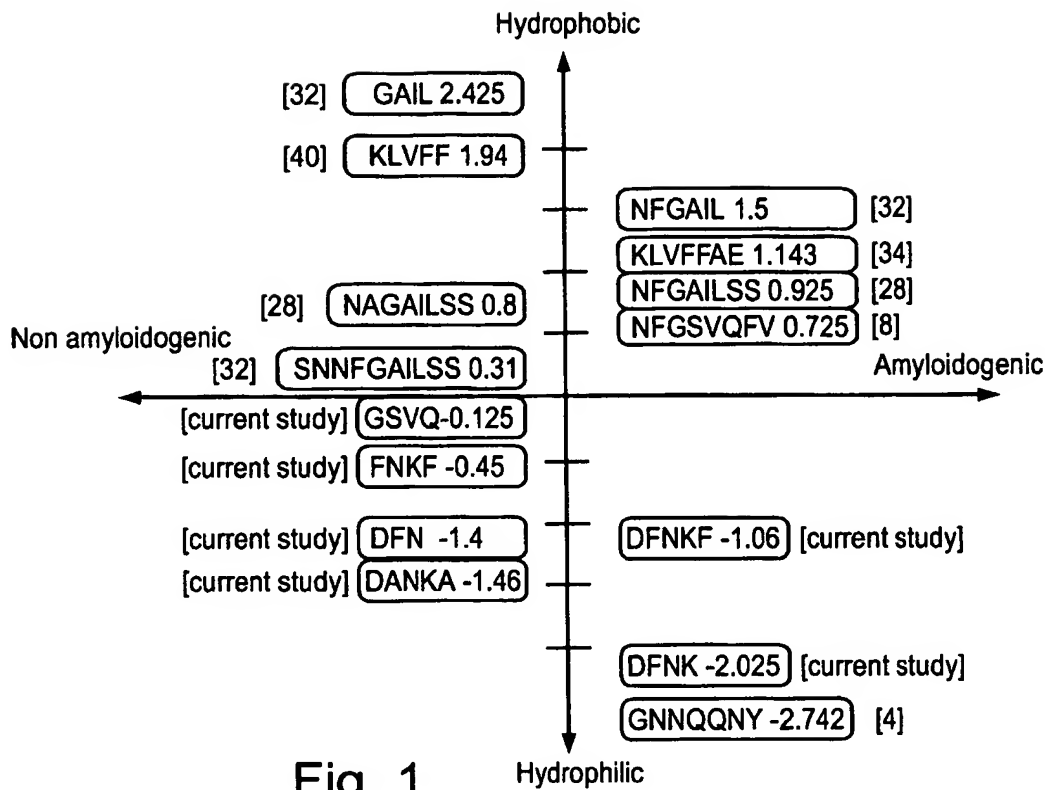 Hydrophobic
[32] GAIL 2.425
[40] KLVFF 1.94
NFGAIL 1.5 [32]
KLVFFAE 1.143 [34]
[28] NAGAILSS 0.8
NFGAILSS 0.925 [28]
NFGSVQFV 0.725 [8]
Non amyloidogenic
[32] SNNFGAILSS 0.31
Amyloidogenic
[current study] GSVQ-0.125
[current study] FNKF -0.45
[current study] DFN -1.4
DFNKF -1.06 [current study]
[current study] DANKA -1.46
DFNK -2.025 [current study]
GNNQQNY -2.742 [4]
Fig. 1
Hydrophilic